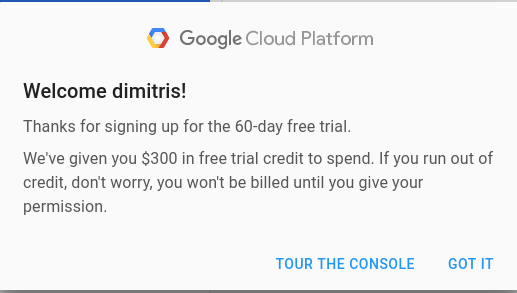 Google Cloud Platform
Welcome dimitris!
Thanks for signing up for the 60-day free trial.
We've given you $300 in free trial credit to spend. If you run out of
credit, don't worry, you won't be billed until you give your
permission.
TOUR THE CONSOLE GOT IT